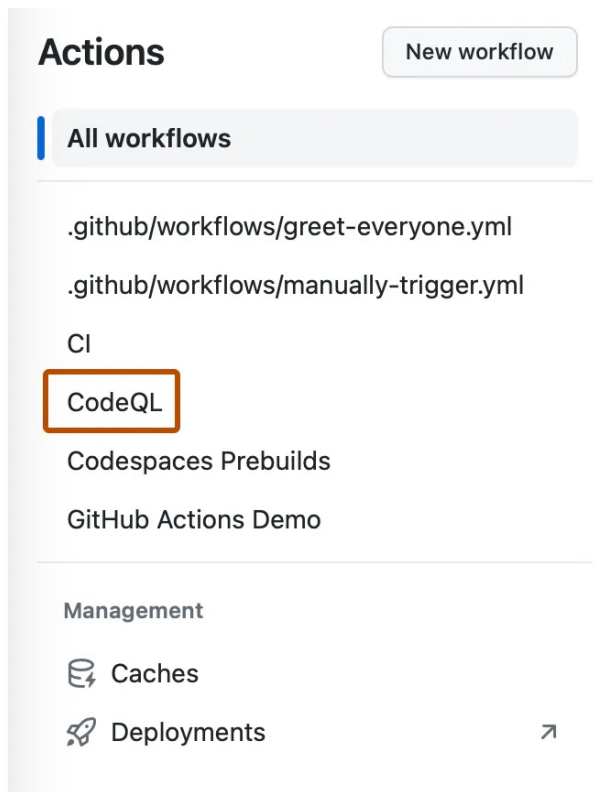 Actions
New workflow
All workflows
.github/workflows/greet-everyone.yml
.github/workflows/manually-trigger.yml
CI
CodeQL
Codespaces Prebuilds
GitHub Actions Demo
Management
Caches
Deployments